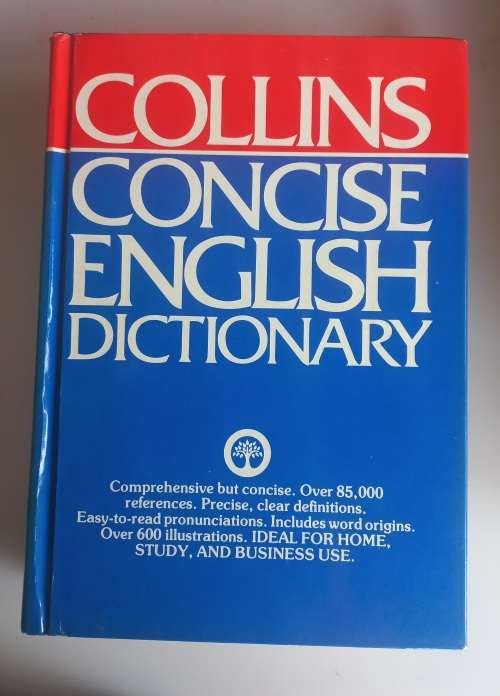 COLLINS
CONCISE
ENGLISH
DICTIONARY
Comprehensive but concise. Over 85,000
references. Precise, clear definitions.
Easy-to-read pronunciations. Includes word origins.
Over 600 illustrations. IDEAL FOR HOME,
STUDY, AND BUSINESS USE.